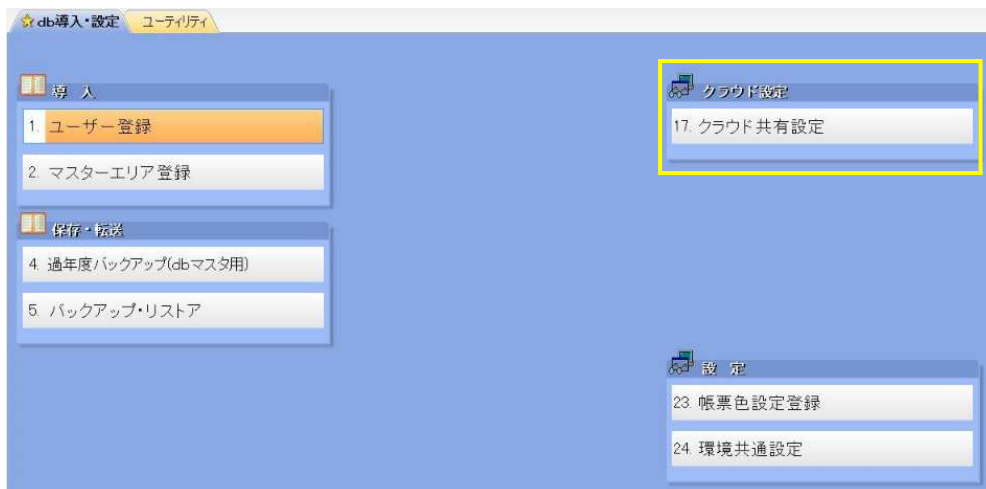 db導入・設定
ユーティリティ
導 入
1. ユーザー登録
2. マスターエリア登録
保存・転送
4. 過年度バックアップ(dbマスタ用)
5. バックアップ・リストア
クラウド設定
17. クラウド共有設定
設 定
23. 帳票色設定登録
24. 環境共通設定